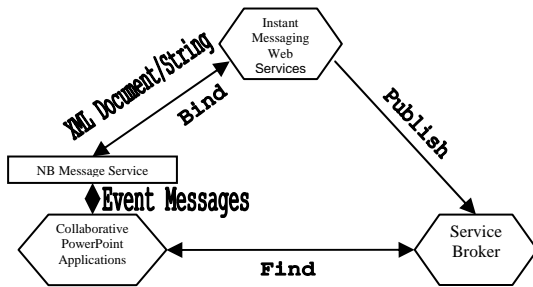 Instant
Messaging
Web
Services
XML Document/String
Bind
Publish
NB Message Service
Event Messages
Collaborative
PowerPoint
Applications
Find
Service
Broker